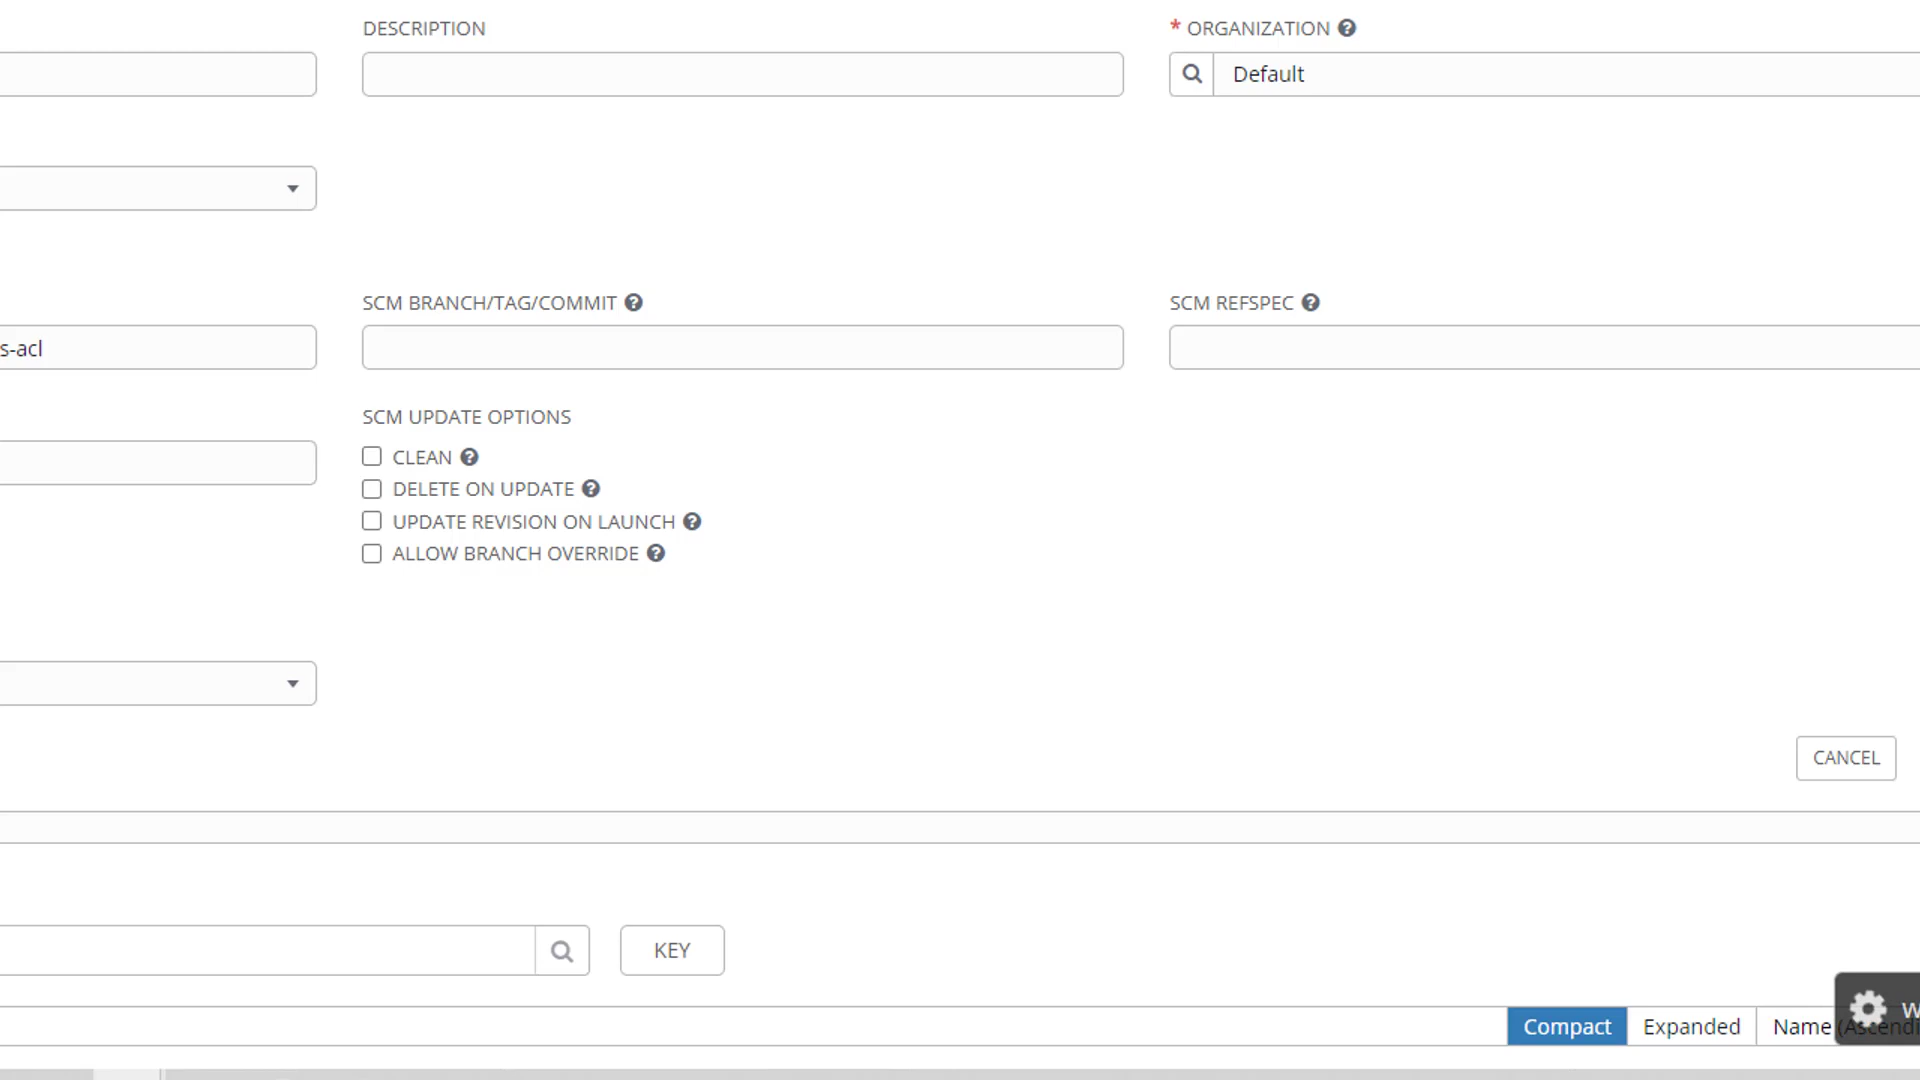 DESCRIPTION
* ORGANIZATION
Default
SCM BRANCH/TAG/COMMIT
SCM REFSPEC
s-acl
SCM UPDATE OPTIONS
CLEAN
DELETE ON UPDATE
UPDATE REVISION ON LAUNCH
ALLOW BRANCH OVERRIDE
CANCEL
KEY
Compact
Expanded
Name (Ascendi
W